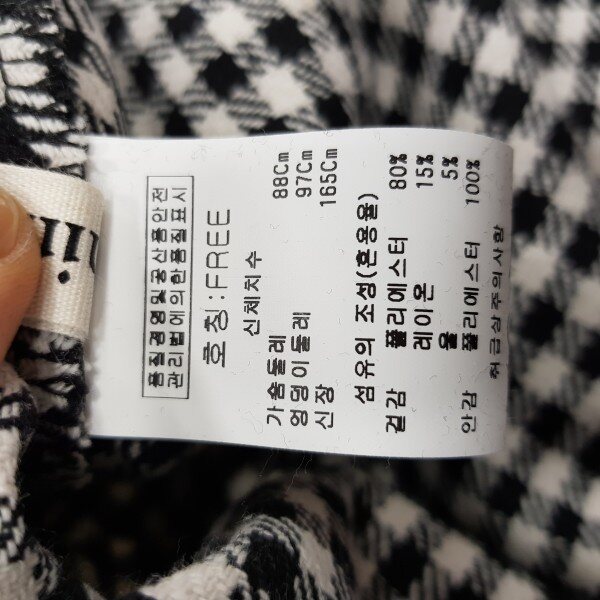 품질경영및공산품안전
관리법에의한품질표시
호칭:FREE
신체치수
가슴둘레 88Cm
엉덩이둘레 97Cm
신장 165Cm
섬유의 조성(혼용율)
겉감 폴리에스터 80%
레이온 15%
울 5%
안감 폴리에스터 100%
취급상주의사항